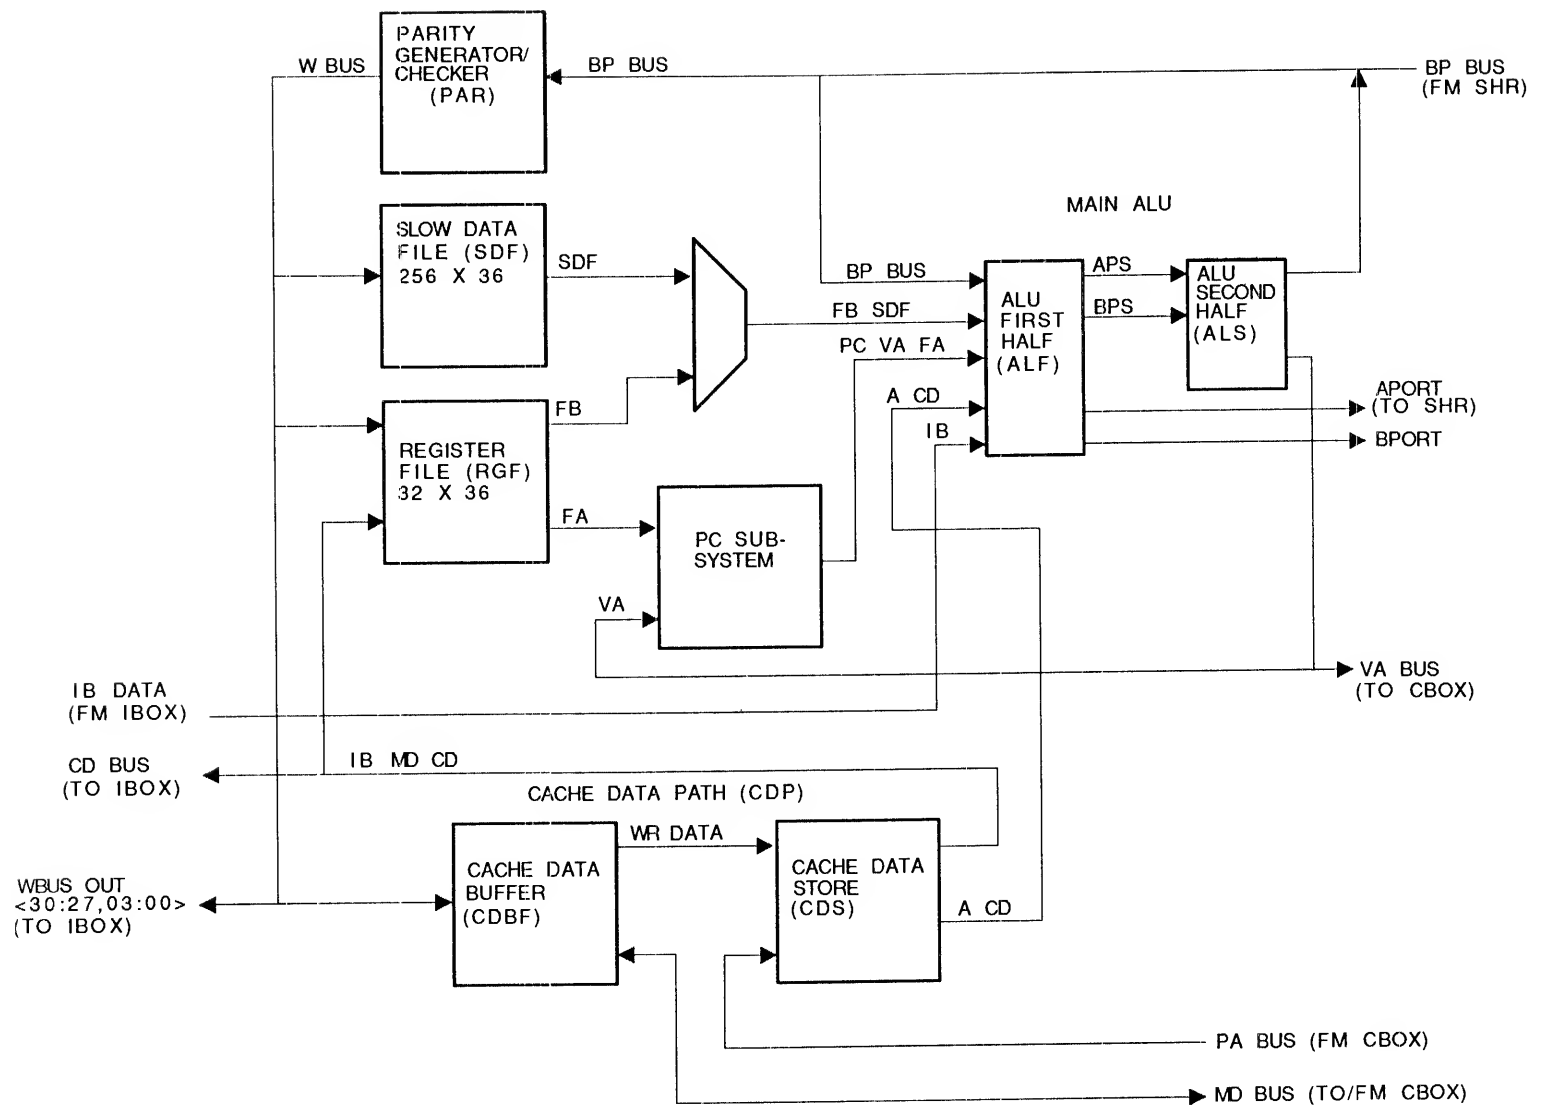 PARITY
GENERATOR/
CHECKER
(PAR)
W BUS
BP BUS
BP BUS
(FM SHR)
MAIN ALU
SLOW DATA
FILE (SDF)
256 X 36
SDF
BP BUS
APS
ALU
SECOND
HALF
(ALS)
ALU
FIRST
HALF
(ALF)
BPS
FB SDF
PC VA FA
A CD
IB
APORT
(TO SHR)
BPORT
FB
REGISTER
FILE (RGF)
32 X 36
FA
PC SUB-
SYSTEM
VA
VA BUS
(TO CBOX)
IB DATA
(FM IBOX)
CD BUS
(TO IBOX)
IB MD CD
CACHE DATA PATH (CDP)
WR DATA
CACHE DATA
BUFFER
(CDBF)
CACHE DATA
STORE
(CDS)
A CD
WBUS OUT
<30:27,03:00>
(TO IBOX)
PA BUS (FM CBOX)
MD BUS (TO/FM CBOX)